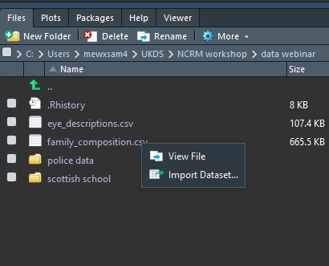 Files Plots Packages Help Viewer
New Folder Delete Rename More
C: Users mewxsam4 UKDS NCRM workshop data webinar
Name Size
..
.Rhistory 8 KB
eye_descriptions.csv 107.4 KB
family_composition.csv 665.5 KB
View File
police data
Import Dataset...
scottish school